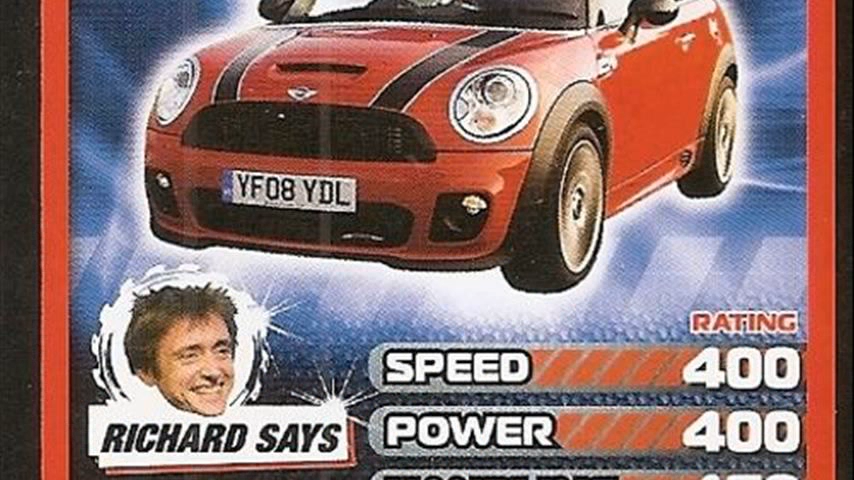 YF08 YDL
RATING
SPEED 400
POWER 400
RICHARD SAYS